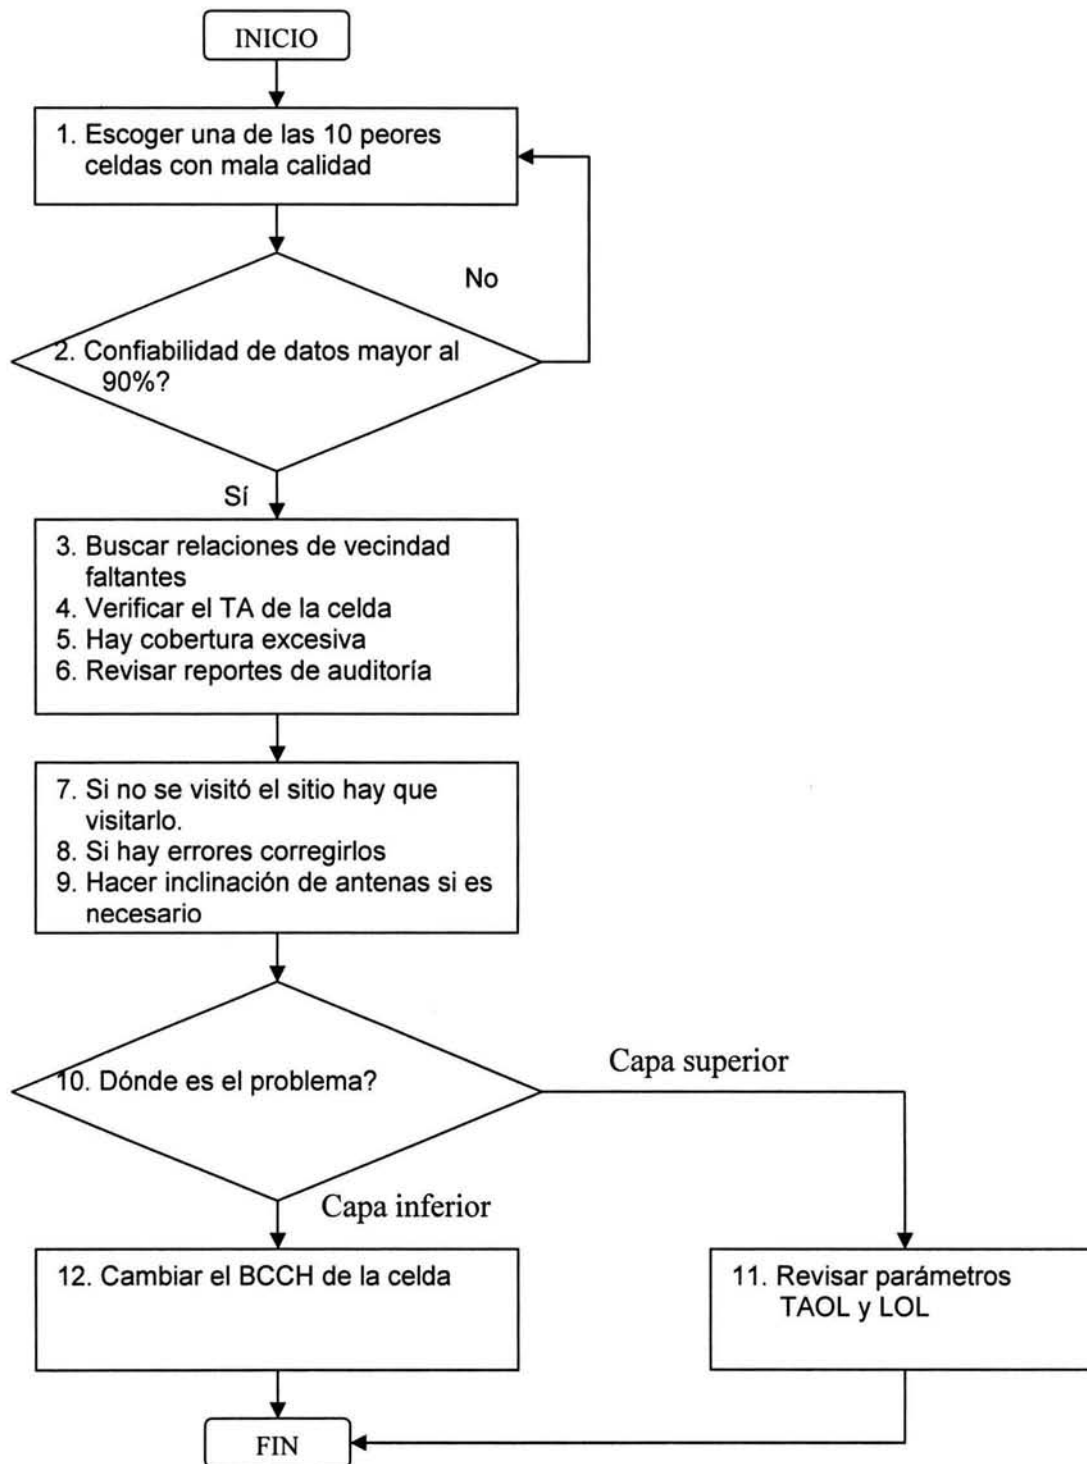 INICIO
1. Escoger una de las 10 peores
celdas con mala calidad
No
2. Confiabilidad de datos mayor al
90%?
Sí
3. Buscar relaciones de vecindad
faltantes
4. Verificar el TA de la celda
5. Hay cobertura excesiva
6. Revisar reportes de auditoría
7. Si no se visitó el sitio hay que
visitarlo.
8. Si hay errores corregirlos
9. Hacer inclinación de antenas si es
necesario
10. Dónde es el problema?
Capa superior
Capa inferior
12. Cambiar el BCCH de la celda
11. Revisar parámetros
TAOL y LOL
FIN